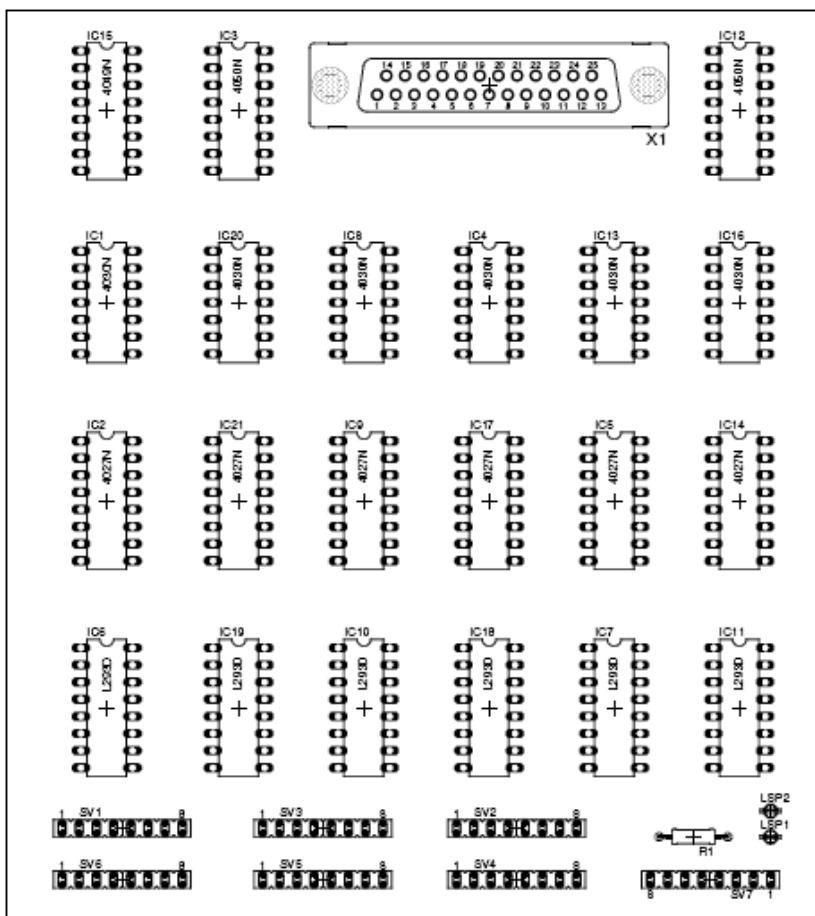 IC15 IC3 IC12
4049N 4050N 4050N
14 15 16 17 18 19 20 21 22 23 24 25
1 2 3 4 5 6 7 8 9 10 11 12 13
X1
IC1 IC20 IC8 IC4 IC13 IC16
4030N 4030N 4030N 4030N 4030N 4030N
IC2 IC21 IC9 IC17 IC5 IC14
4027N 4027N 4027N 4027N 4027N 4027N
IC6 IC19 IC10 IC18 IC7 IC11
L293D L293D L293D L293D L293D L293D
LSP2
1 SV1 8 1 SV3 8 1 SV2 8
LSP1
R1
1 SV6 8 1 SV5 8 1 SV4 8
8 SV7 1